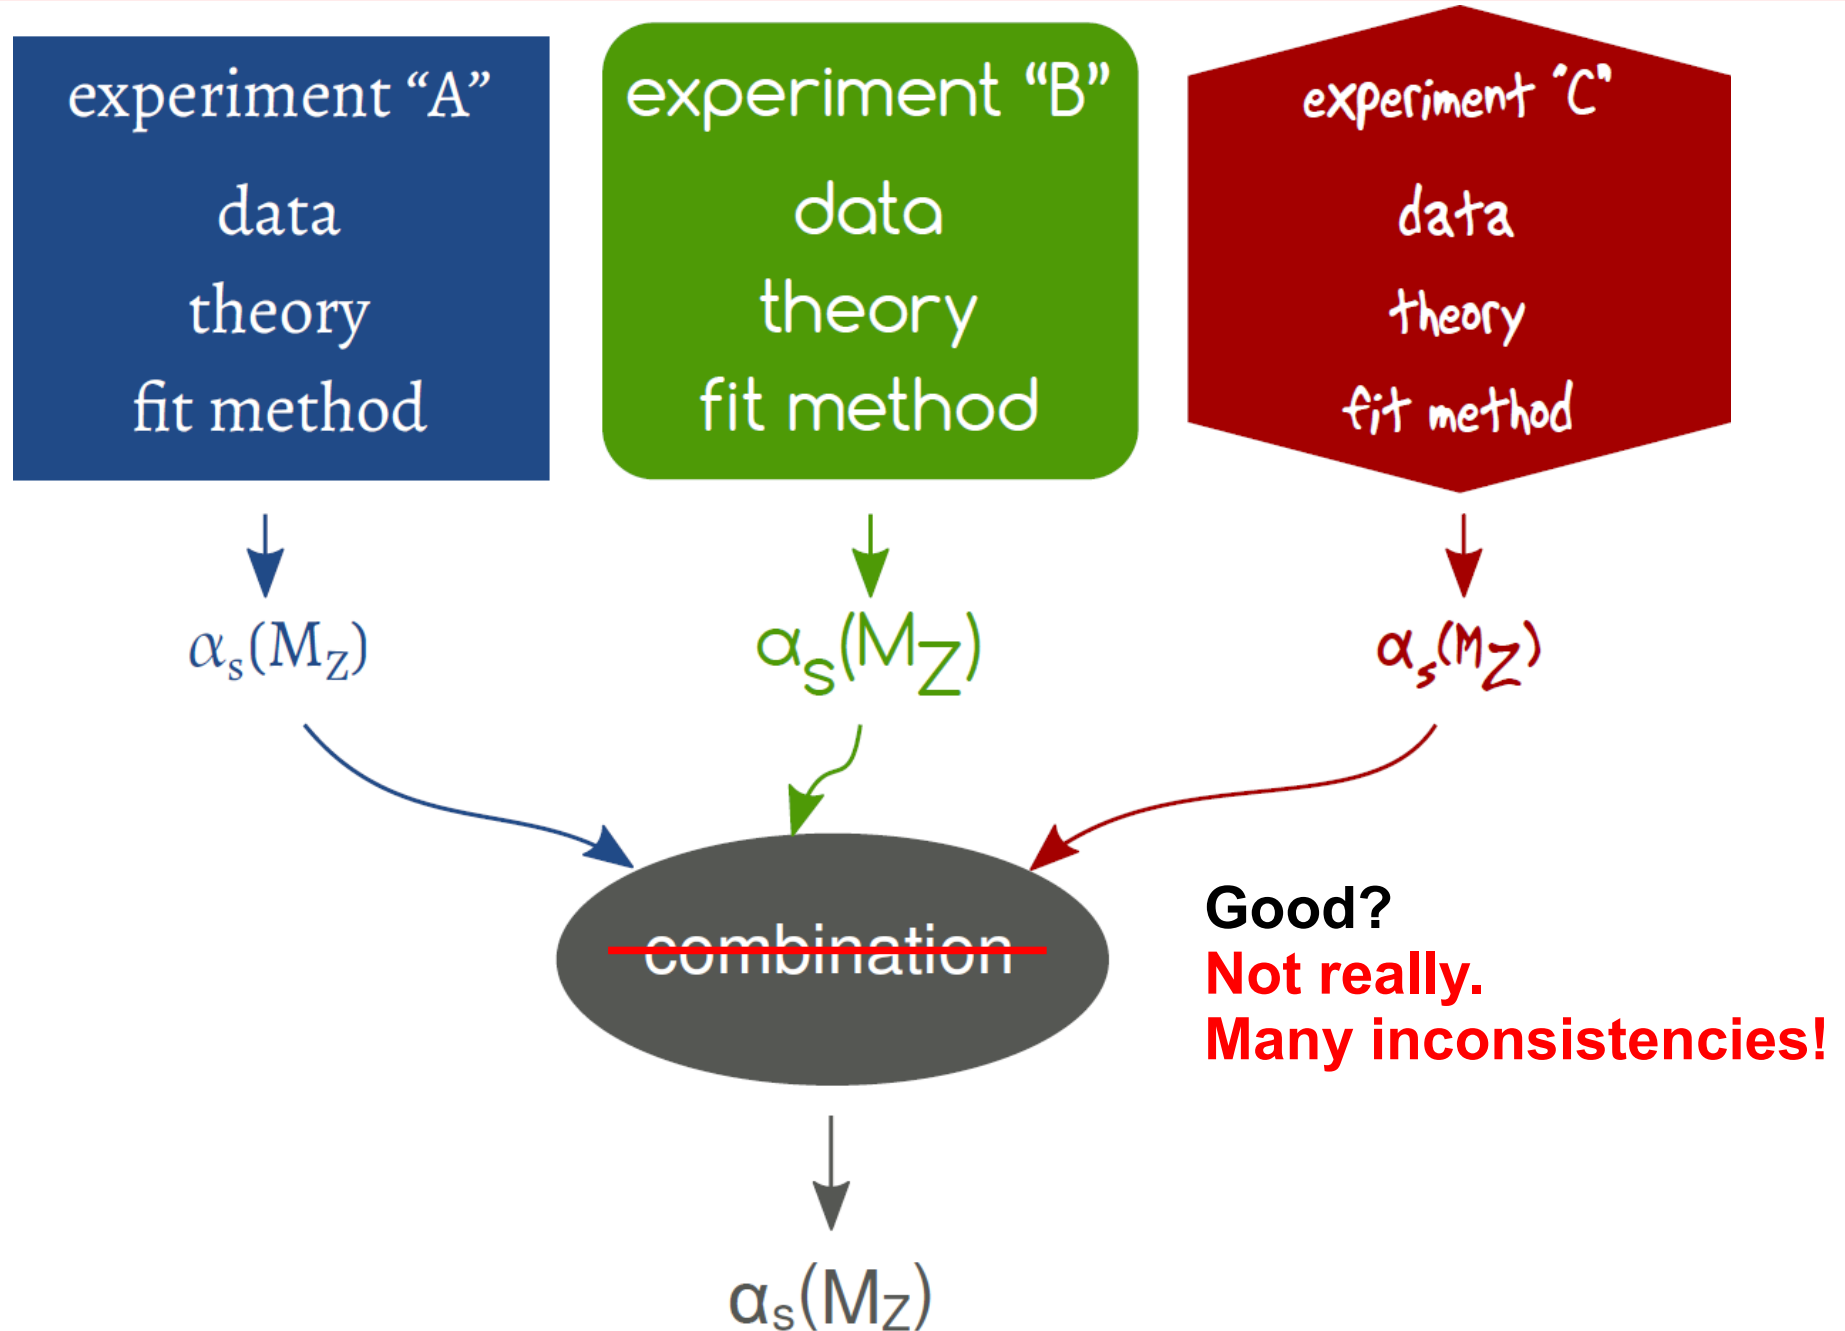 experiment “A”
data
theory
fit method
experiment “B”
data
theory
fit method
experiment “C”
data
theory
fit method
αs(MZ)
αs(MZ)
αs(MZ)
combination
Good?
Not really.
Many inconsistencies!
αs(MZ)